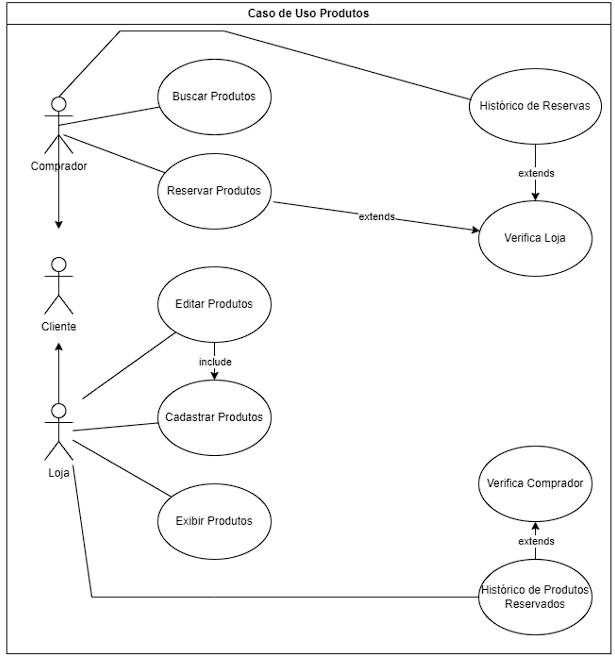 Caso de Uso Produtos
Buscar Produtos
Histórico de Reservas
Comprador
extends
Reservar Produtos
extends
Verifica Loja
Cliente
Editar Produtos
include
Cadastrar Produtos
Loja
Verifica Comprador
Exibir Produtos
extends
Histórico de Produtos
Reservados